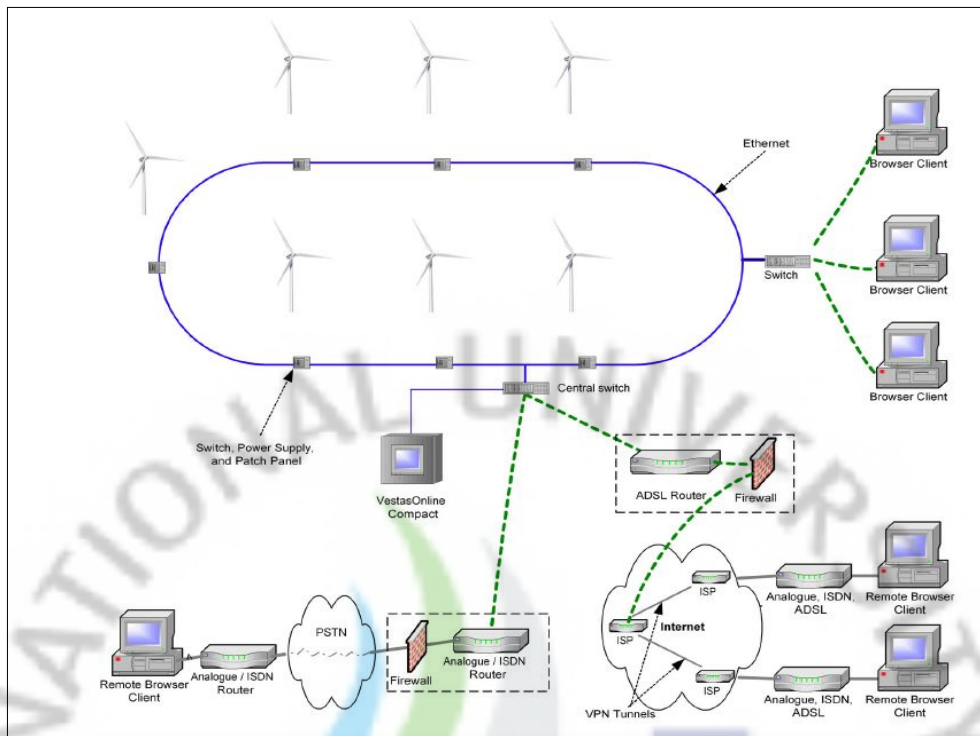 Ethernet
Browser Client
Switch
Browser Client
Browser Client
Central switch
Switch, Power Supply,
and Patch Panel
VestasOnline
Compact
ADSL Router
Firewall
ISP
Analogue, ISDN,
ADSL
Remote Browser
Client
PSTN
ISP
Internet
Remote Browser
Client
Analogue / ISDN
Router
Firewall
Analogue / ISDN
Router
ISP
Analogue, ISDN,
ADSL
Remote Browser
Client
VPN Tunnels
NATIONAL UNIVERS